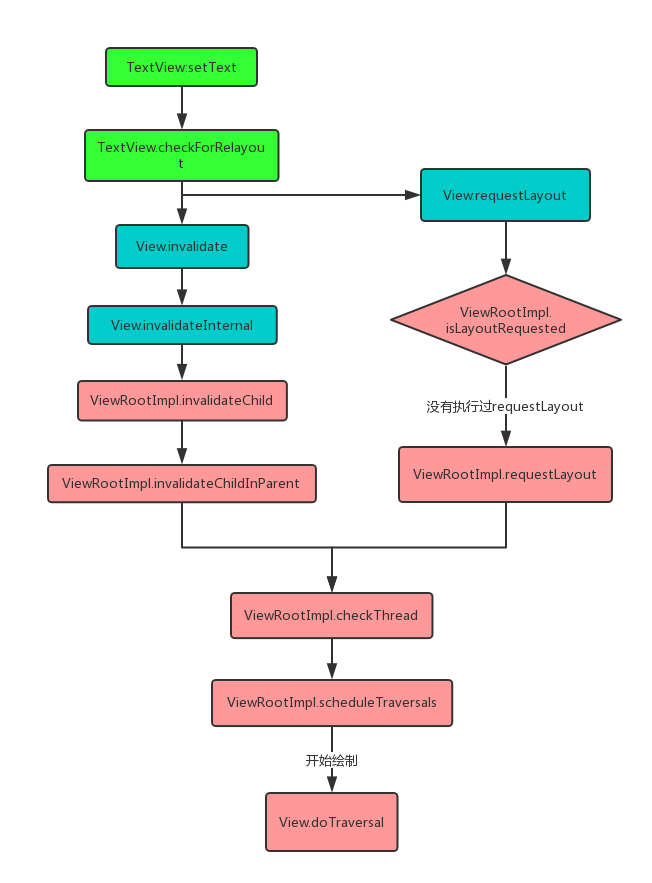 TextView:setText
TextView.checkForRelayou
t
View.requestLayout
View.invalidate
ViewRootImpl.
isLayoutRequested
View.invalidateInternal
ViewRootImpl.invalidateChild
没有执行过requestLayout
ViewRootImpl.invalidateChildInParent
ViewRootImpl.requestLayout
ViewRootImpl.checkThread
ViewRootImpl.scheduleTraversals
开始绘制
View.doTraversal